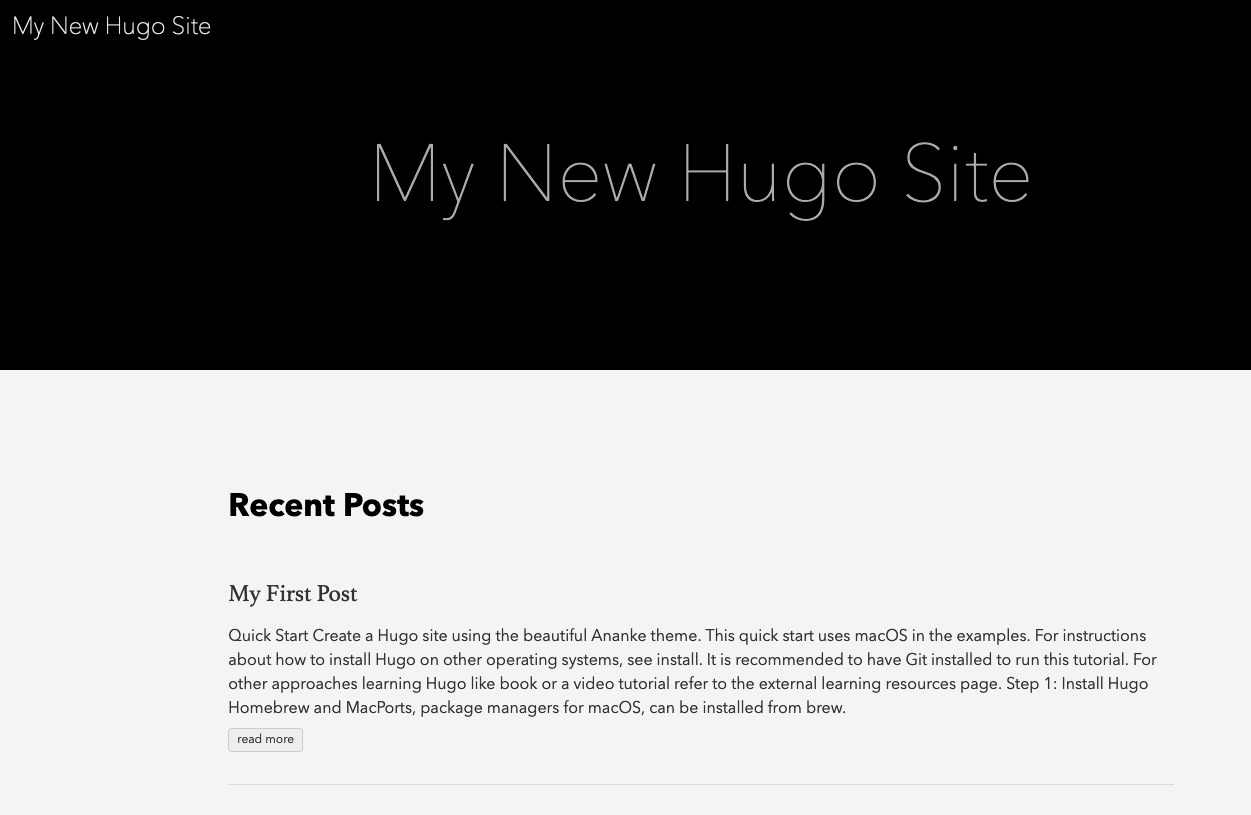 My New Hugo Site
My New Hugo Site
Recent Posts
My First Post
Quick Start Create a Hugo site using the beautiful Ananke theme. This quick start uses macOS in the examples. For instructions
about how to install Hugo on other operating systems, see install. It is recommended to have Git installed to run this tutorial. For
other approaches learning Hugo like book or a video tutorial refer to the external learning resources page. Step 1: Install Hugo
Homebrew and MacPorts, package managers for macOS, can be installed from brew.
read more